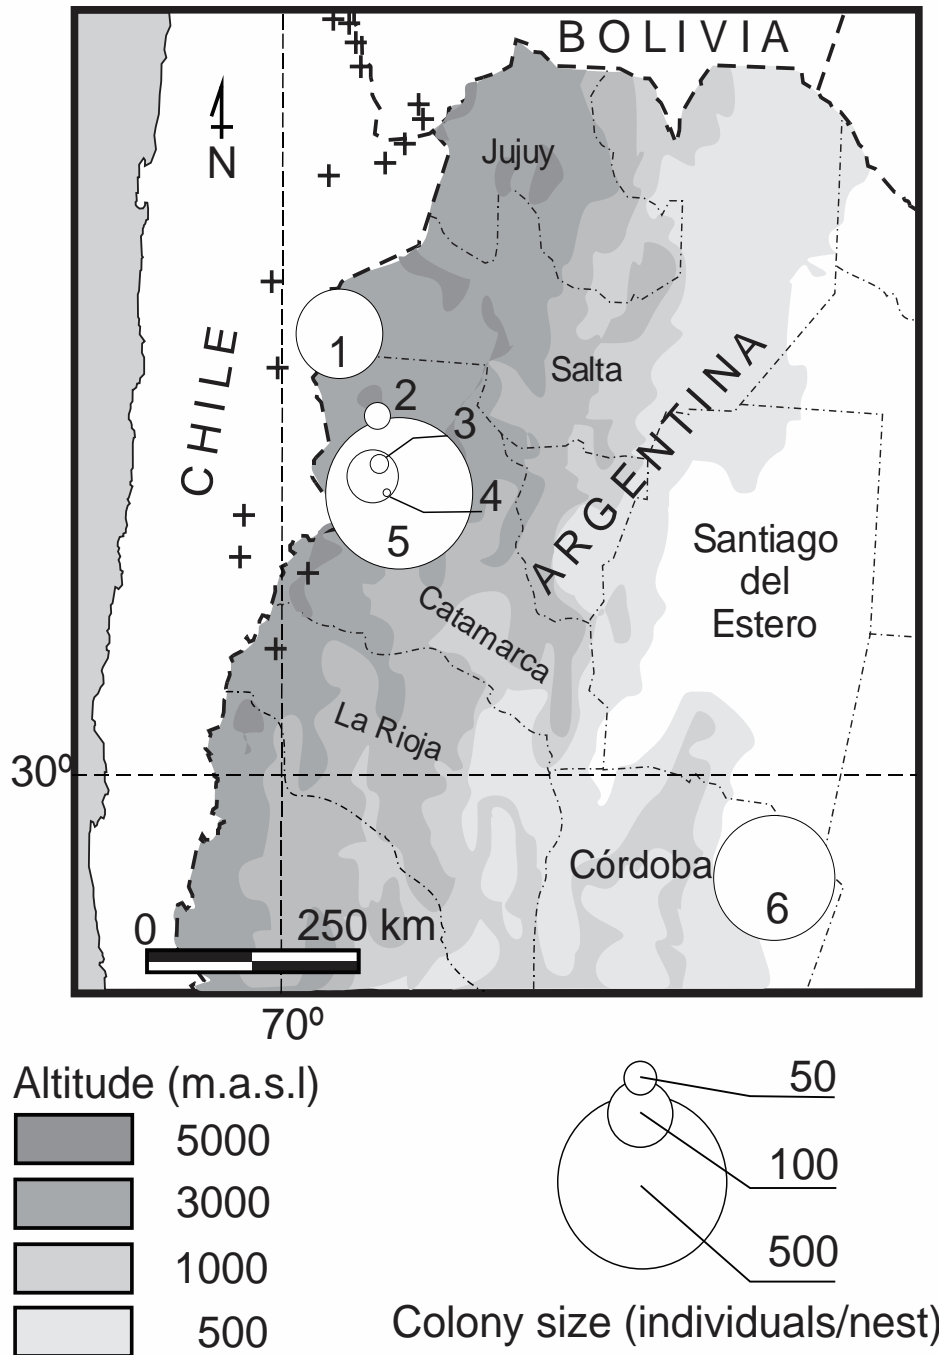 BOLIVIA
N
Jujuy
CHILE
1
Salta
2
3
4
5
ARGENTINA
Santiago
del
Estero
Catamarca
La Rioja
30º
Córdoba
6
0
250 km
70º
Altitude (m.a.s.l)
5000
3000
1000
500
50
100
500
Colony size (individuals/nest)